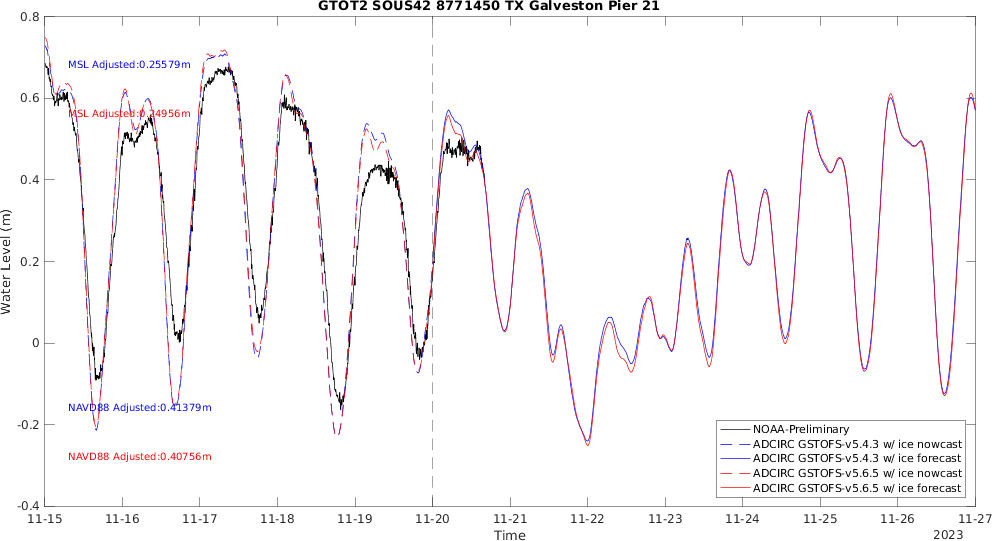 GTOT2 SOUS42 8771450 TX Galveston Pier 21
Water Level (m)
0.8
0.6
0.4
0.2
0
-0.2
-0.4
MSL Adjusted:0.25579m
MSL Adjusted:0.24956m
NAVD88 Adjusted:0.41379m
NAVD88 Adjusted:0.40756m
NOAA-Preliminary
ADCIRC GSTOFS-v5.4.3 w/ ice nowcast
ADCIRC GSTOFS-v5.4.3 w/ ice forecast
ADCIRC GSTOFS-v5.6.5 w/ ice nowcast
ADCIRC GSTOFS-v5.6.5 w/ ice forecast
11-15 11-16 11-17 11-18 11-19 11-20 11-21 11-22 11-23 11-24 11-25 11-26 11-27
Time
2023